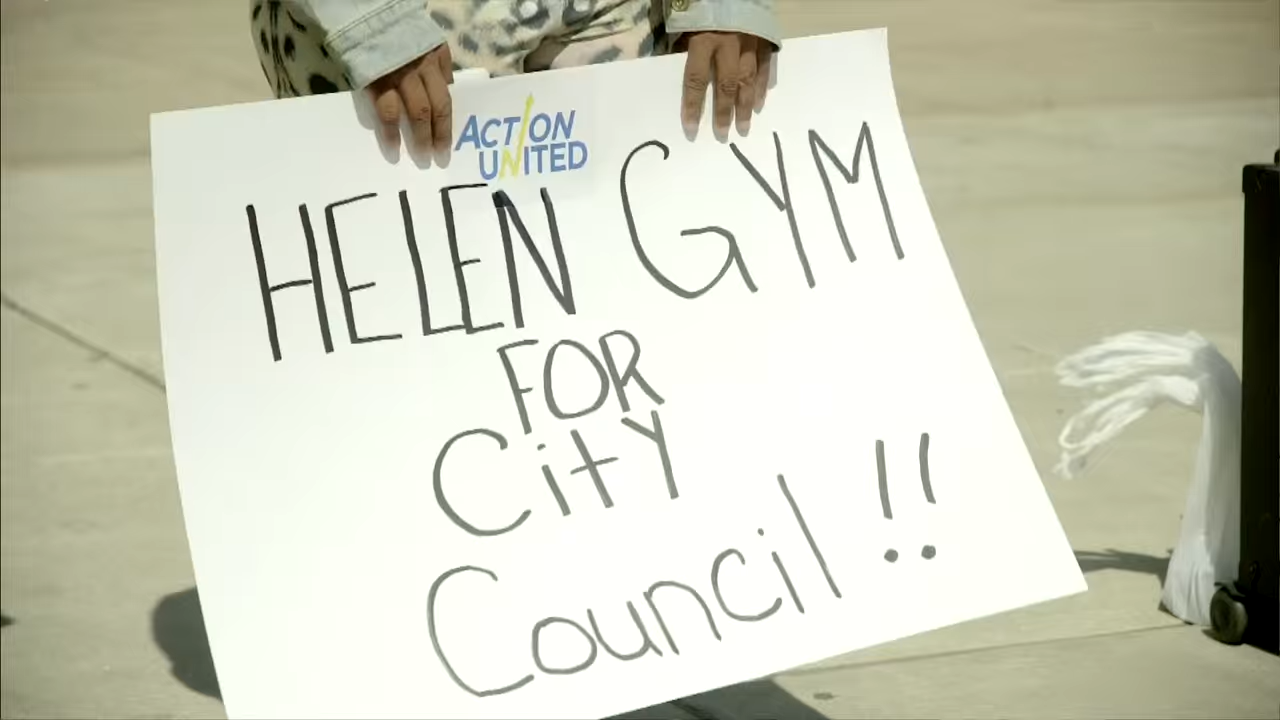 ACTION
UNITED
HELEN GYM
FOR
City
Council!!